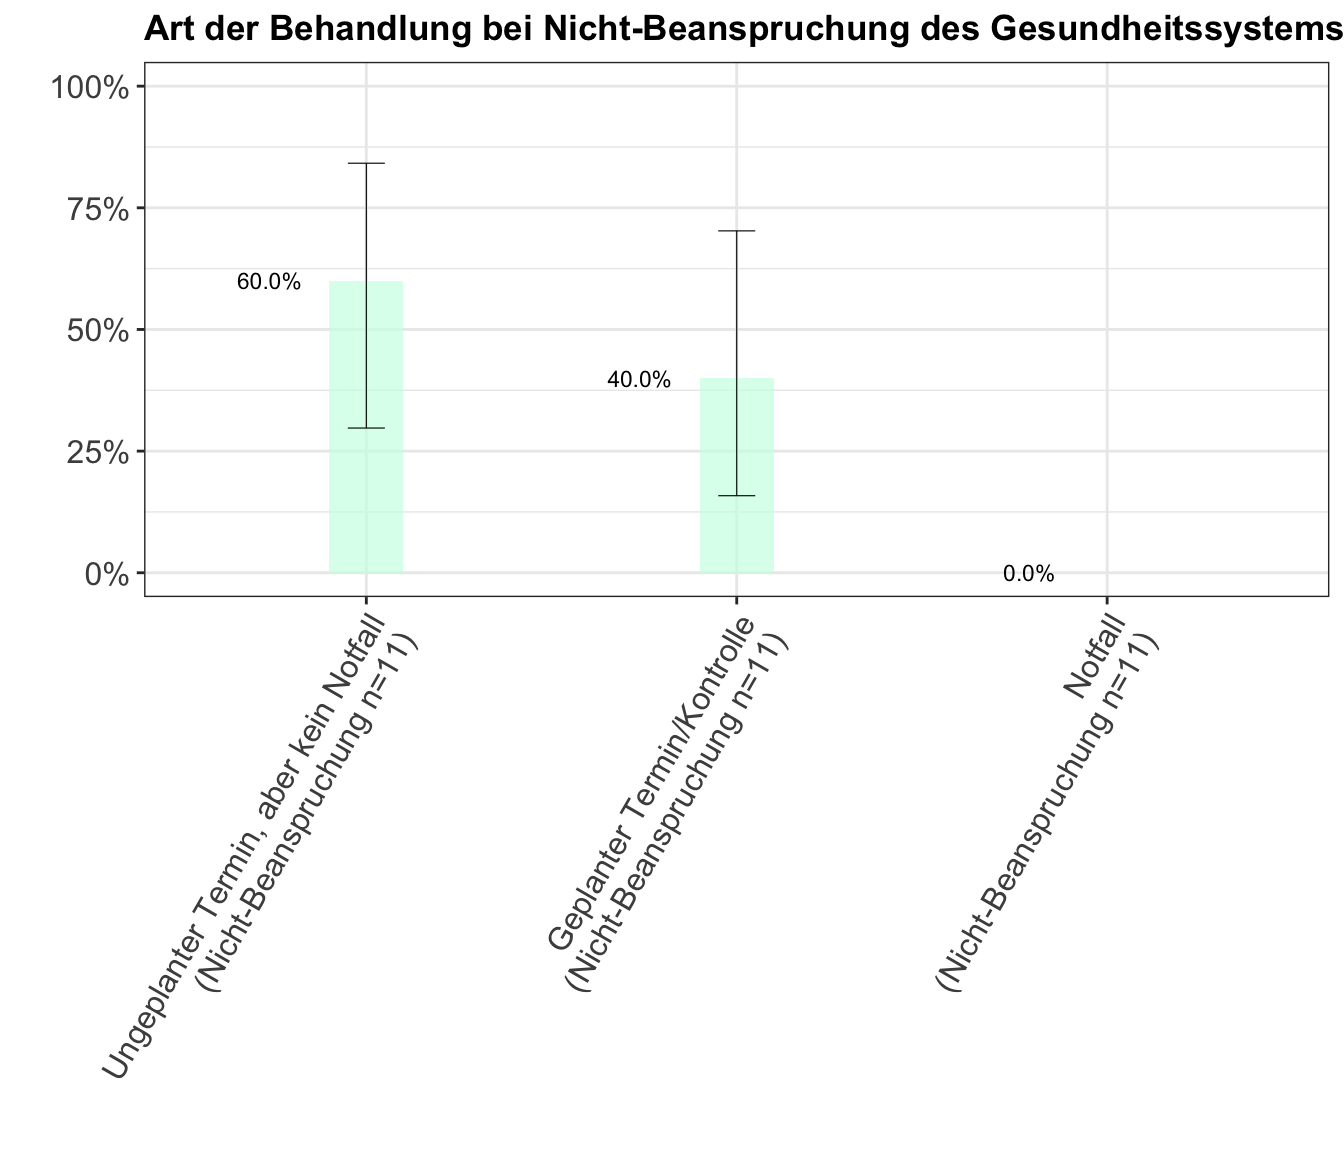 Art der Behandlung bei Nicht-Beanspruchung des Gesundheitssystems
100%
75%
50%
25%
0%
60.0%
40.0%
0.0%
Ungeplanter Termin, aber kein Notfall
(Nicht-Beanspruchung n=11)
Geplanter Termin/Kontrolle
(Nicht-Beanspruchung n=11)
Notfall
(Nicht-Beanspruchung n=11)